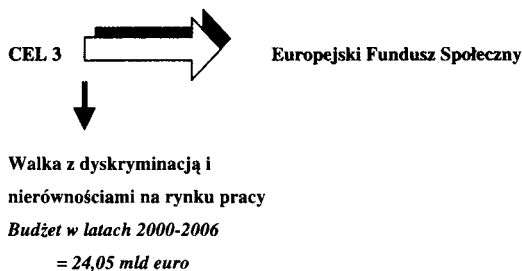 CEL 3 Europejski Fundusz Społeczny
Walka z dyskryminacją i
nierównościami na rynku pracy
Budżet w latach 2000-2006
= 24,05 mld euro